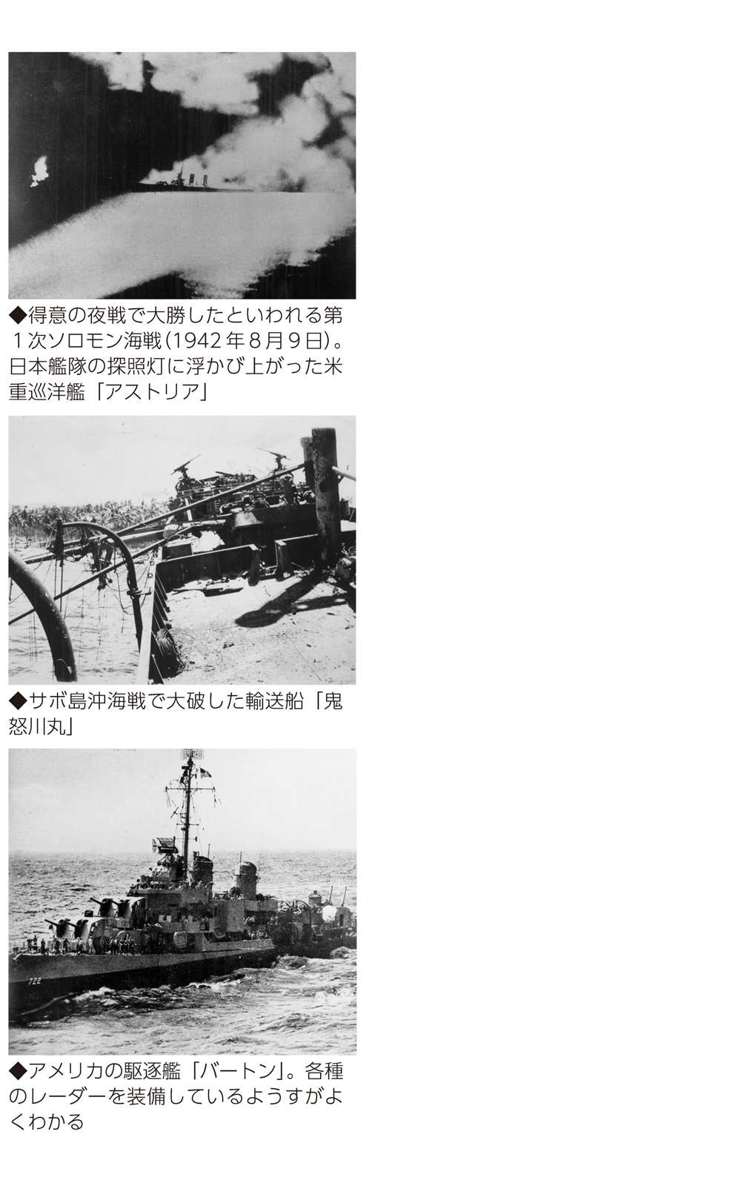 ◆得意の夜戦で大勝したといわれる第
１次ソロモン海戦(1942年８月９日)。
日本艦隊の探照灯に浮かび上がった米
重巡洋艦「アストリア」
◆サボ島沖海戦で大破した輸送船「鬼
怒川丸」
722
◆アメリカの駆逐艦「バートン」。各種
のレーダーを装備しているようすがよ
くわかる